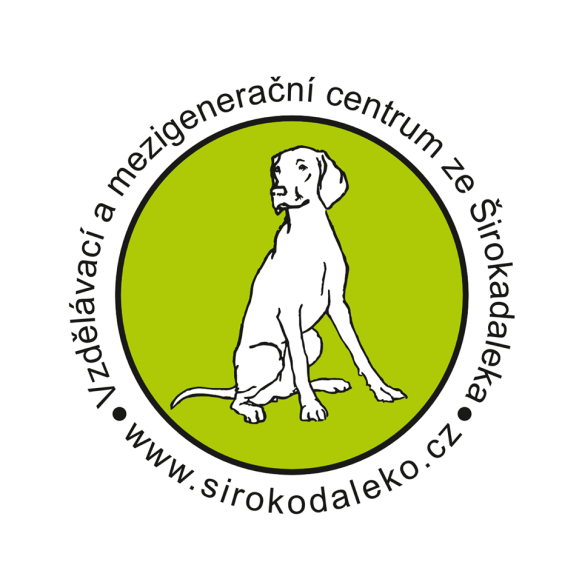 Vzdělávací a mezigenerační centrum ze Širokadaleka
www.sirokodaleko.cz